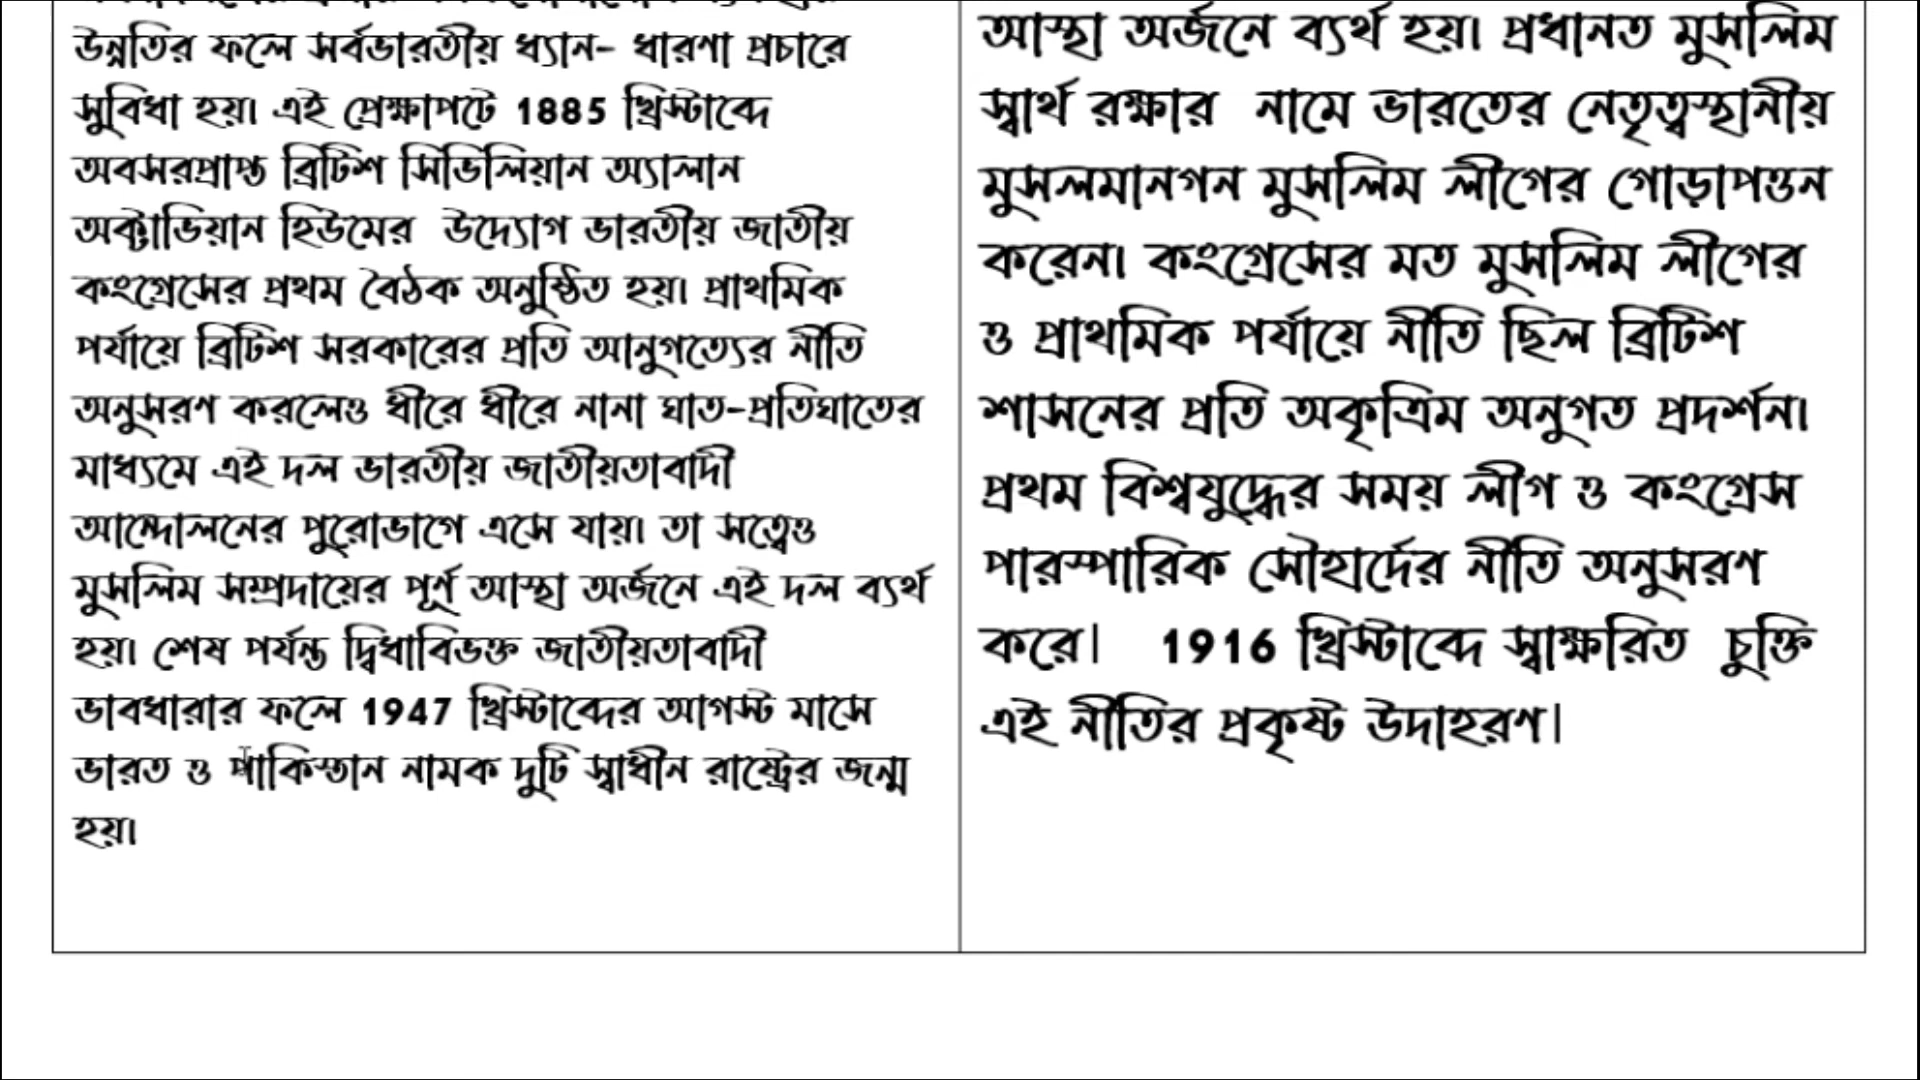 উন্নতির ফলে সর্বভারতীয় ধ্যান- ধারণা প্রচারে
সুবিধা হয়। এই প্রেক্ষাপটে 1885 খ্রিস্টাব্দে
অবসরপ্রাপ্ত ব্রিটিশ সিভিলিয়ান অ্যালান
অক্টাভিয়ান হিউমের উদ্যোগ ভারতীয় জাতীয়
কংগ্রেসের প্রথম বৈঠক অনুষ্ঠিত হয়। প্রাথমিক
পর্যায়ে ব্রিটিশ সরকারের প্রতি আনুগত্যের নীতি
অনুসরণ করলেও ধীরে ধীরে নানা ঘাত-প্রতিঘাতের
মাধ্যমে এই দল ভারতীয় জাতীয়তাবাদী
আন্দোলনের পুরোভাগে এসে যায়। তা সত্ত্বেও
মুসলিম সম্প্রদায়ের পূর্ণ আস্থা অর্জনে এই দল ব্যর্থ
হয়। শেষ পর্যন্ত দ্বিধাবিভক্ত জাতীয়তাবাদী
ভাবধারার ফলে 1947 খ্রিস্টাব্দের আগস্ট মাসে
ভারত ও পাকিস্তান নামক দুটি স্বাধীন রাষ্ট্রের জন্ম
হয়।
আস্থা অর্জনে ব্যর্থ হয়। প্রধানত মুসলিম
স্বার্থ রক্ষার নামে ভারতের নেতৃত্বস্থানীয়
মুসলমানগন মুসলিম লীগের গোড়াপত্তন
করেন। কংগ্রেসের মত মুসলিম লীগের
ও প্রাথমিক পর্যায়ে নীতি ছিল ব্রিটিশ
শাসনের প্রতি অকৃত্রিম অনুগত প্রদর্শন।
প্রথম বিশ্বযুদ্ধের সময় লীগ ও কংগ্রেস
পারস্পারিক সৌহার্দের নীতি অনুসরণ
করে। 1916 খ্রিস্টাব্দে স্বাক্ষরিত চুক্তি
এই নীতির প্রকৃষ্ট উদাহরণ।